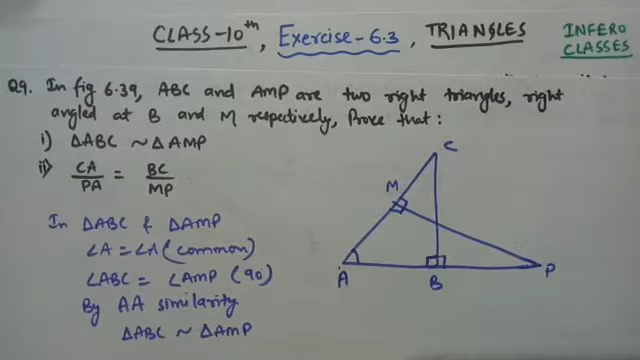 CLASS-10th, Exercise-6.3, TRIANGLES
INFERO
CLASSES
Q9. In fig 6.39, ABC and AMP are two right triangles, right
angled at B and M respectively, Prove that:
i) ΔABC ~ ΔAMP
ii) CA/PA = BC/MP
In ΔABC & ΔAMP
∠A = ∠A (common)
∠ABC = ∠AMP (90)
By AA similarity
ΔABC ~ ΔAMP
C
M
A
B
P